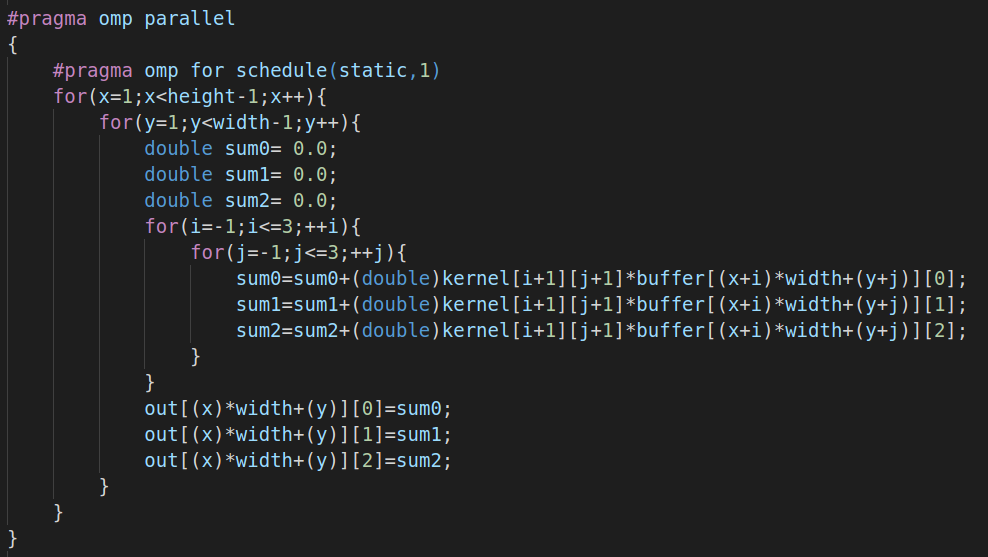 #pragma omp parallel
{
    #pragma omp for schedule(static,1)
    for(x=1;x<height-1;x++){
        for(y=1;y<width-1;y++){
            double sum0= 0.0;
            double sum1= 0.0;
            double sum2= 0.0;
            for(i=-1;i<=3;++i){
                for(j=-1;j<=3;++j){
                    sum0=sum0+(double)kernel[i+1][j+1]*buffer[(x+i)*width+(y+j)][0];
                    sum1=sum1+(double)kernel[i+1][j+1]*buffer[(x+i)*width+(y+j)][1];
                    sum2=sum2+(double)kernel[i+1][j+1]*buffer[(x+i)*width+(y+j)][2];
                }
            }
            out[(x)*width+(y)][0]=sum0;
            out[(x)*width+(y)][1]=sum1;
            out[(x)*width+(y)][2]=sum2;
        }
    }
}